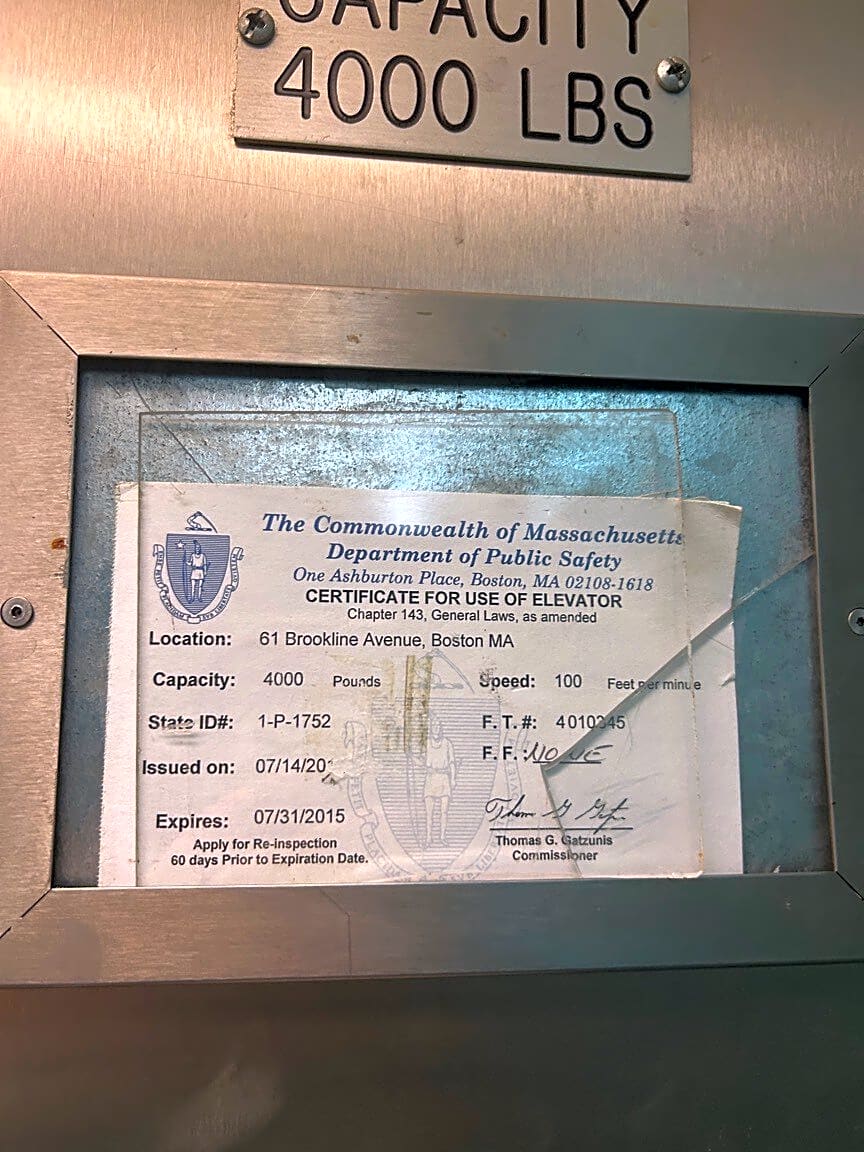 CAPACITY
4000 LBS
The Commonwealth of Massachusetts
Department of Public Safety
One Ashburton Place, Boston, MA 02108-1618
CERTIFICATE FOR USE OF ELEVATOR
Chapter 143, General Laws, as amended
Location: 61 Brookline Avenue, Boston MA
Capacity: 4000 Pounds Speed: 100 Feet per minute
State ID#: 1-P-1752 F. T. #: 4010345
F. F.: NONE
Issued on: 07/14/20
Expires: 07/31/2015
Apply for Re-inspection
60 days Prior to Expiration Date.
Thomas G. Gatzunis
Commissioner